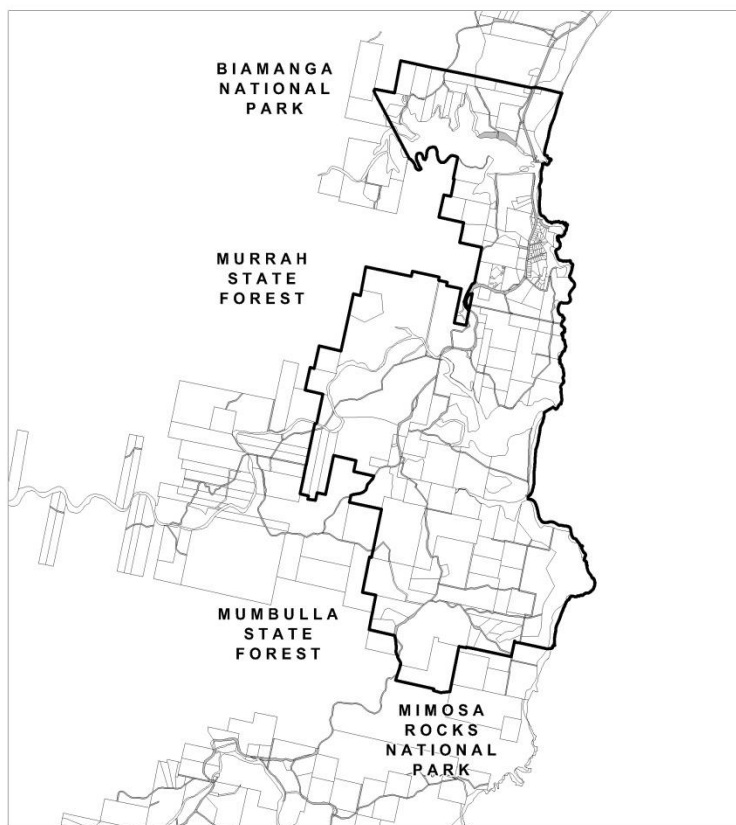 BIAMANGA
NATIONAL
PARK
MURRAH
STATE
FOREST
MUMBULLA
STATE
FOREST
MIMOSA
ROCKS
NATIONAL
PARK